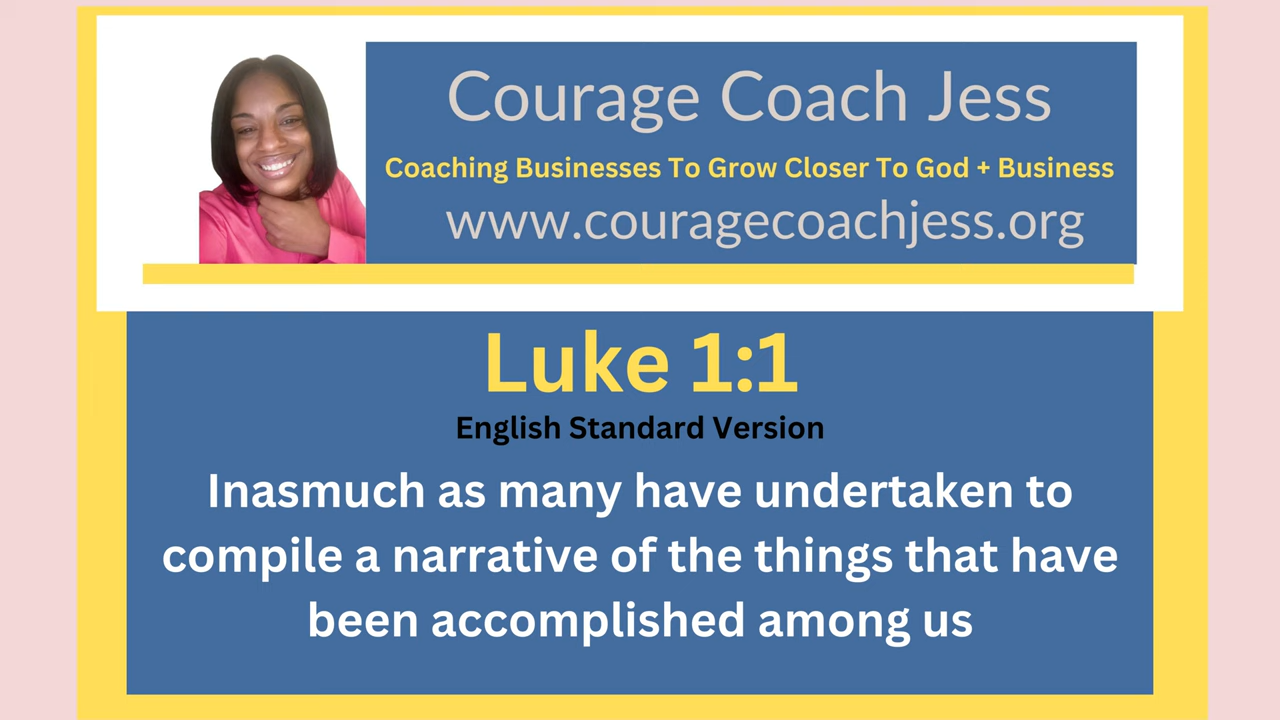 Courage Coach Jess
Coaching Businesses To Grow Closer To God + Business
www.couragecoachjess.org
Luke 1:1
English Standard Version
Inasmuch as many have undertaken to
compile a narrative of the things that have
been accomplished among us